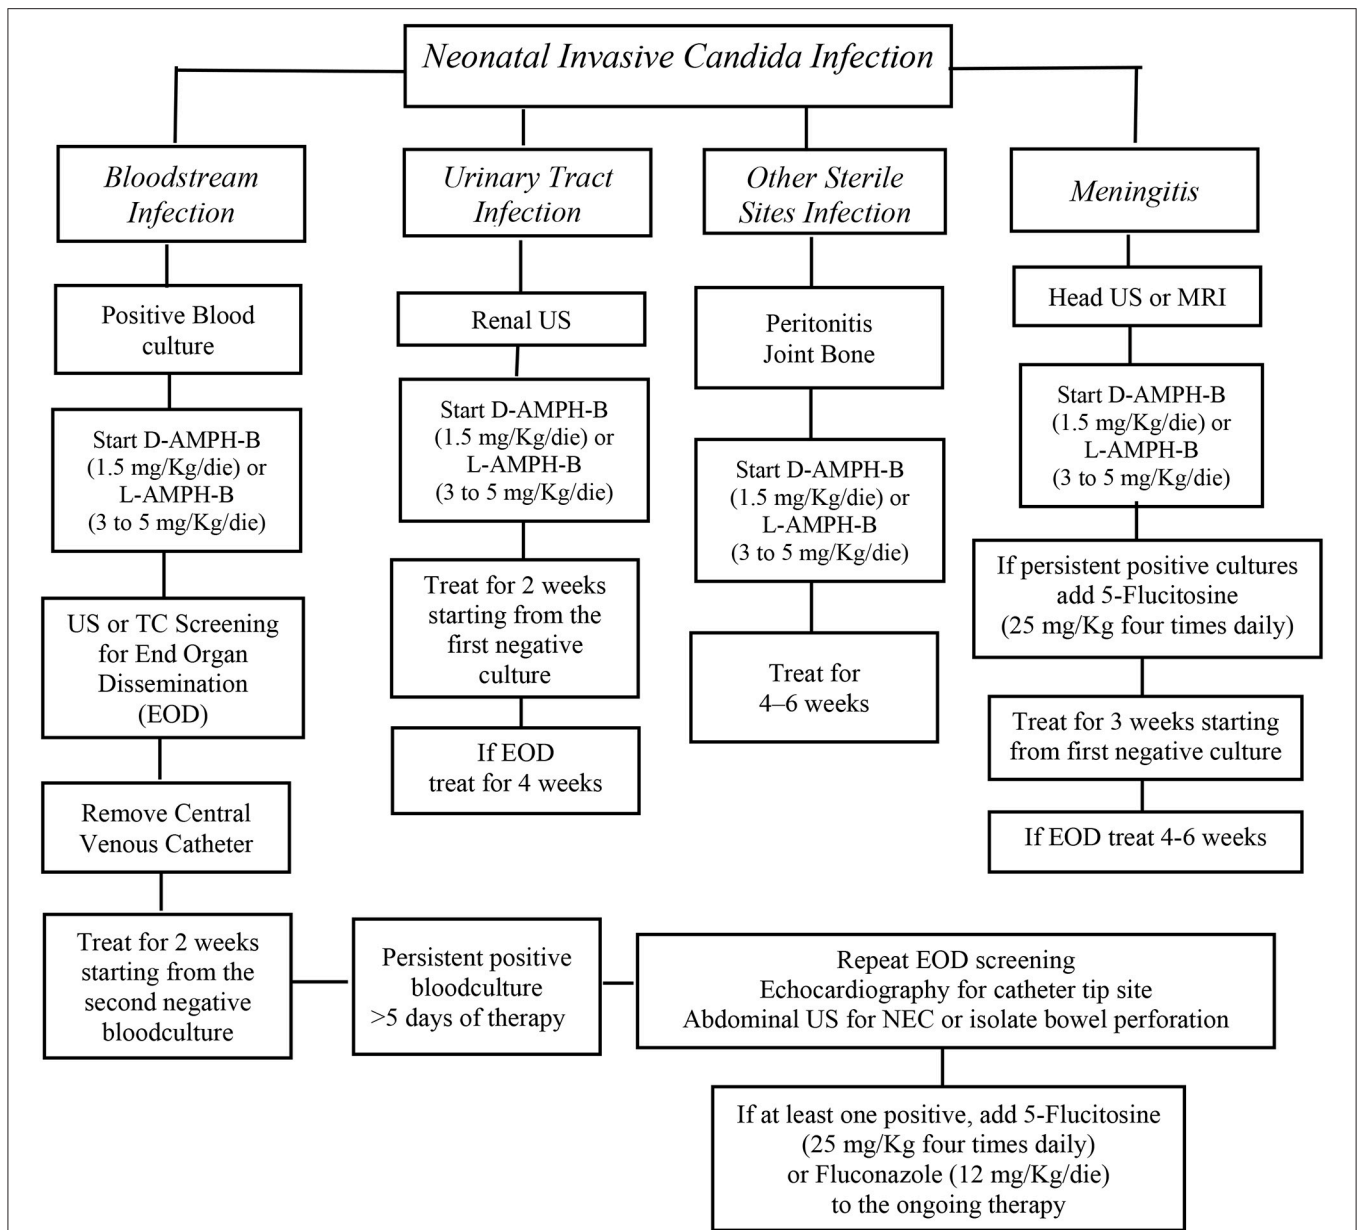 Neonatal Invasive Candida Infection
Bloodstream
Infection
Positive Blood
culture
Start D-AMPH-B
(1.5 mg/Kg/die) or
L-AMPH-B
(3 to 5 mg/Kg/die)
US or TC Screening
for End Organ
Dissemination
(EOD)
Remove Central
Venous Catheter
Treat for 2 weeks
starting from the
second negative
bloodculture
Persistent positive
bloodculture
>5 days of therapy
Repeat EOD screening
Echocardiography for catheter tip site
Abdominal US for NEC or isolate bowel perforation
If at least one positive, add 5-Flucitosine
(25 mg/Kg four times daily)
or Fluconazole (12 mg/Kg/die)
to the ongoing therapy
Urinary Tract
Infection
Renal US
Start D-AMPH-B
(1.5 mg/Kg/die) or
L-AMPH-B
(3 to 5 mg/Kg/die)
Treat for 2 weeks
starting from the
first negative
culture
If EOD
treat for 4 weeks
Other Sterile
Sites Infection
Peritonitis
Joint Bone
Start D-AMPH-B
(1.5 mg/Kg/die) or
L-AMPH-B
(3 to 5 mg/Kg/die)
Treat for
4–6 weeks
Meningitis
Head US or MRI
Start D-AMPH-B
(1.5 mg/Kg/die) or
L-AMPH-B
(3 to 5 mg/Kg/die)
If persistent positive cultures
add 5-Flucitosine
(25 mg/Kg four times daily)
Treat for 3 weeks starting
from first negative culture
If EOD treat 4-6 weeks